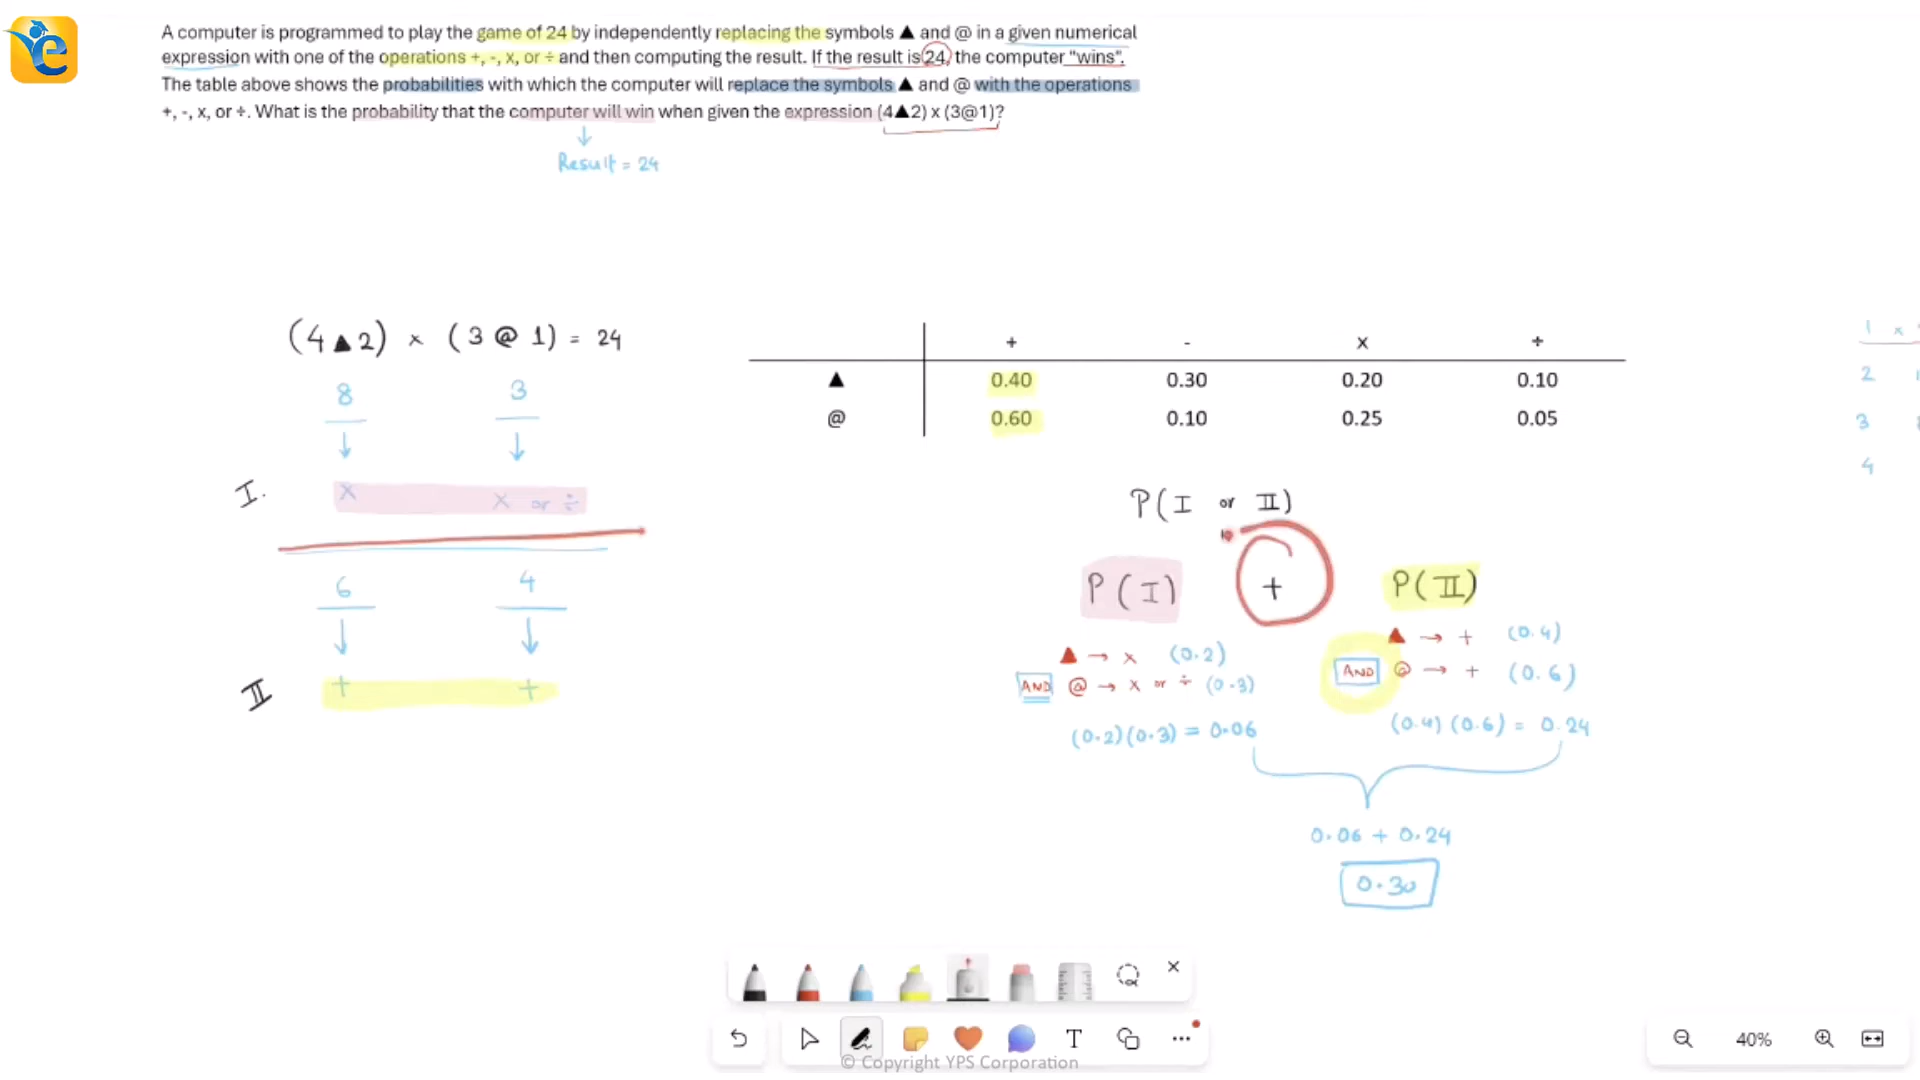 A computer is programmed to play the game of 24 by independently replacing the symbols ▲ and @ in a given numerical
expression with one of the operations +, -, x, or ÷ and then computing the result. If the result is 24, the computer "wins".
The table above shows the probabilities with which the computer will replace the symbols ▲ and @ with the operations
+, -, x, or ÷. What is the probability that the computer will win when given the expression (4▲2) x (3@1)?
Result = 24
(4▲2) × (3 @ 1) = 24
8 3
I. × × or ÷
6 4
II + +
+ - x ÷
▲ 0.40 0.30 0.20 0.10
@ 0.60 0.10 0.25 0.05
P(I or II)
P(I) + P(II)
▲ → × (0.2)
AND @ → × or ÷ (0.3)
(0.2)(0.3) = 0.06
▲ → + (0.4)
AND @ → + (0.6)
(0.4)(0.6) = 0.24
0.06 + 0.24
0.30
1 ×
2
3
4
T
40%
© Copyright YPS Corporation